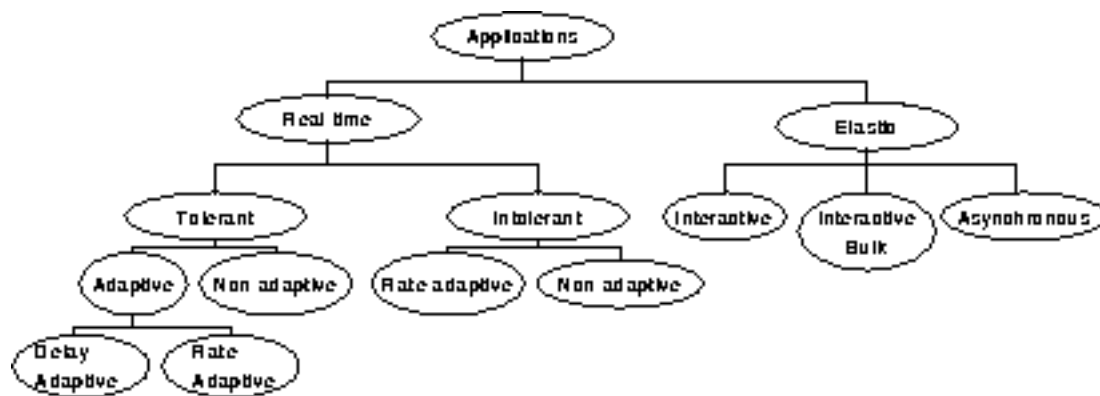 Applications
Real time
Elastic
Tolerant
Intolerant
Interactive
Interactive
Bulk
Asynchronous
Adaptive
Non adaptive
Rate adaptive
Non adaptive
Delay
Adaptive
Rate
Adaptive